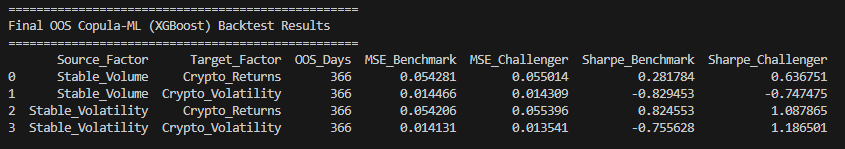 ==================================================
Final OOS Copula-ML (XGBoost) Backtest Results
==================================================
Source_Factor Target_Factor OOS_Days MSE_Benchmark MSE_Challenger Sharpe_Benchmark Sharpe_Challenger
0 Stable_Volume Crypto_Returns 366 0.054281 0.055014 0.281784 0.636751
1 Stable_Volume Crypto_Volatility 366 0.014466 0.014309 -0.829453 -0.747475
2 Stable_Volatility Crypto_Returns 366 0.054206 0.055396 0.824553 1.087865
3 Stable_Volatility Crypto_Volatility 366 0.014131 0.013541 -0.755628 1.186501